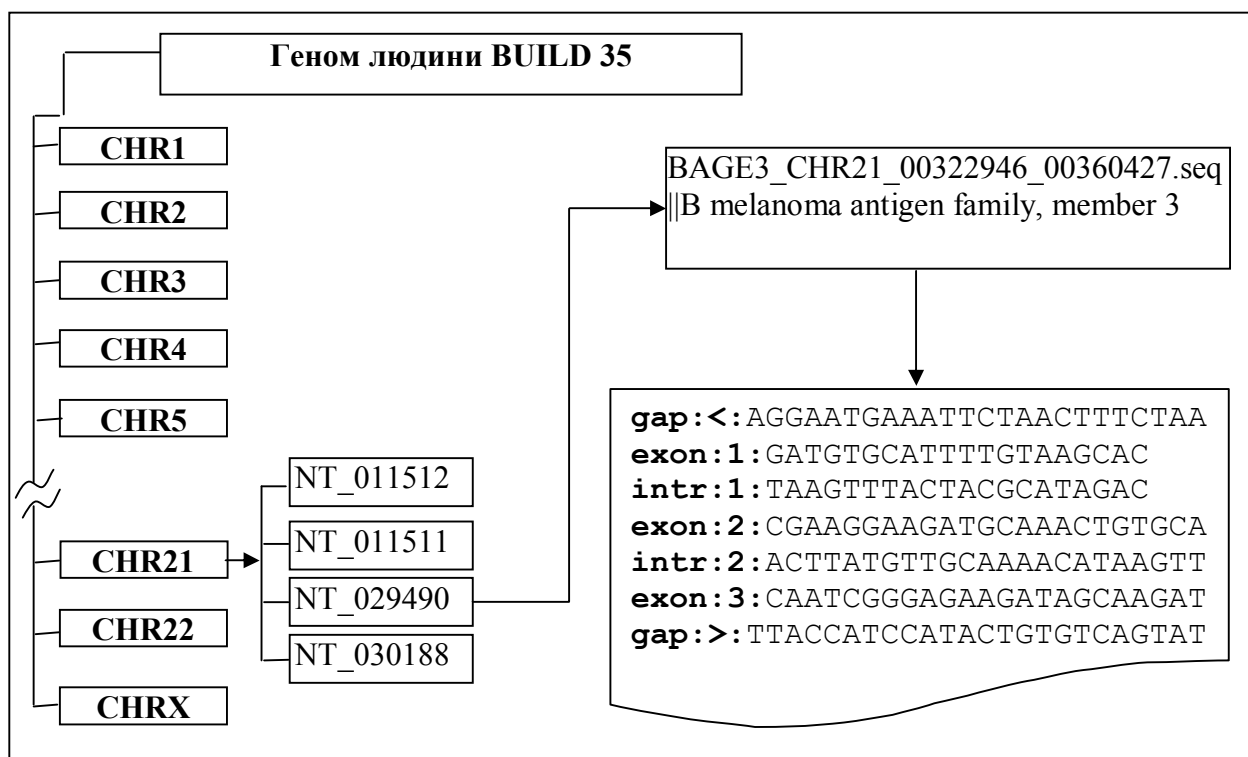 Геном людини BUILD 35
CHR1
CHR2
CHR3
CHR4
CHR5
CHR21
CHR22
CHRX
NT_011512
NT_011511
NT_029490
NT_030188
BAGE3_CHR21_00322946_00360427.seq
||B melanoma antigen family, member 3
gap:<:AGGAATGAAATTCTAACTTTCTAA
exon:1:GATGTGCATTTTGTAAGCAC
intr:1:TAAGTTTACTACGCATAGAC
exon:2:CGAAGGAAGATGCAAACTGTGCA
intr:2:ACTTATGTTGCAAAACATAAGTT
exon:3:CAATCGGGAGAAGATAGCAAGAT
gap:>:TTACCATCCATACTGTGTCAGTAT